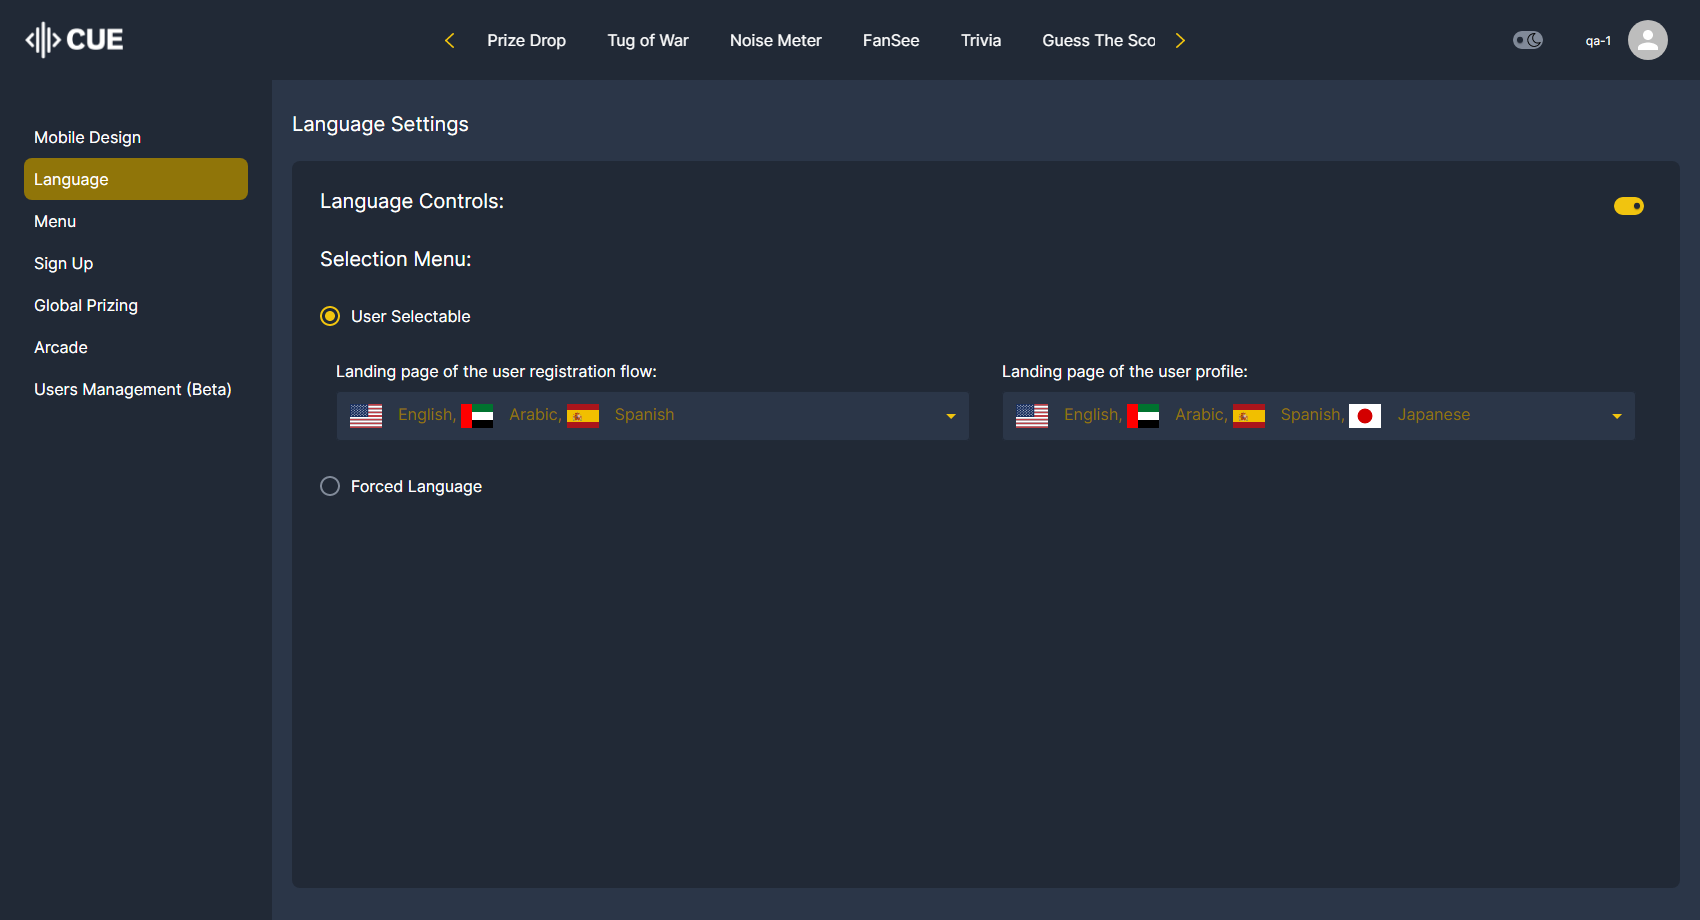 CUE
Prize Drop
Tug of War
Noise Meter
FanSee
Trivia
Guess The Sco
qa-1
Mobile Design
Language
Menu
Sign Up
Global Prizing
Arcade
Users Management (Beta)
Language Settings
Language Controls:
Selection Menu:
User Selectable
Landing page of the user registration flow:
English, Arabic, Spanish
Landing page of the user profile:
English, Arabic, Spanish, Japanese
Forced Language